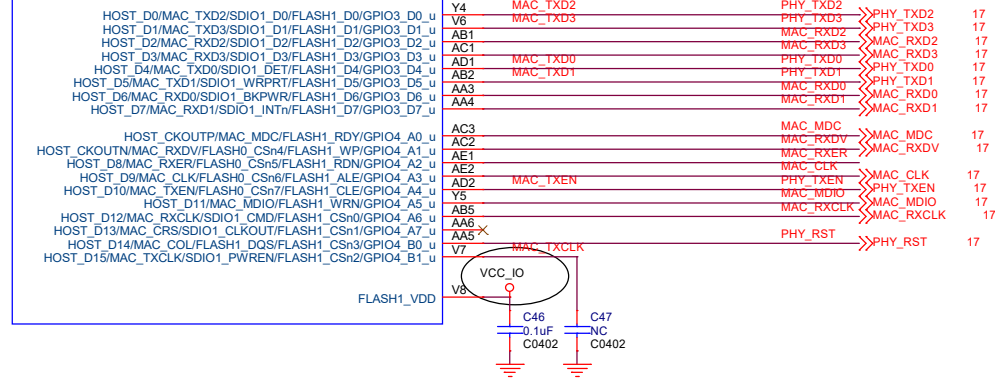 HOST_D0/MAC_TXD2/SDIO1_D0/FLASH1_D0/GPIO3_D0_u Y4 MAC_TXD2 PHY_TXD2 PHY_TXD2 17
HOST_D1/MAC_TXD3/SDIO1_D1/FLASH1_D1/GPIO3_D1_u V6 MAC_TXD3 PHY_TXD3 PHY_TXD3 17
HOST_D2/MAC_RXD2/SDIO1_D2/FLASH1_D2/GPIO3_D2_u AB1 MAC_RXD2 MAC_RXD2 17
HOST_D3/MAC_RXD3/SDIO1_D3/FLASH1_D3/GPIO3_D3_u AC1 MAC_RXD3 MAC_RXD3 17
HOST_D4/MAC_TXD0/SDIO1_DET/FLASH1_D4/GPIO3_D4_u AD1 MAC_TXD0 PHY_TXD0 PHY_TXD0 17
HOST_D5/MAC_TXD1/SDIO1_WRPRT/FLASH1_D5/GPIO3_D5_u AB2 MAC_TXD1 PHY_TXD1 PHY_TXD1 17
HOST_D6/MAC_RXD0/SDIO1_BKPWR/FLASH1_D6/GPIO3_D6_u AA3 MAC_RXD0 MAC_RXD0 17
HOST_D7/MAC_RXD1/SDIO1_INTn/FLASH1_D7/GPIO3_D7_u AA4 MAC_RXD1 MAC_RXD1 17
HOST_CKOUTP/MAC_MDC/FLASH1_RDY/GPIO4_A0_u AC3 MAC_MDC MAC_MDC 17
HOST_CKOUTN/MAC_RXDV/FLASH0_CSn4/FLASH1_WP/GPIO4_A1_u AC2 MAC_RXDV MAC_RXDV 17
HOST_D8/MAC_RXER/FLASH0_CSn5/FLASH1_RDN/GPIO4_A2_u AE1 MAC_RXER
HOST_D9/MAC_CLK/FLASH0_CSn6/FLASH1_ALE/GPIO4_A3_u AE2 MAC_CLK MAC_CLK 17
HOST_D10/MAC_TXEN/FLASH0_CSn7/FLASH1_CLE/GPIO4_A4_u AD2 MAC_TXEN PHY_TXEN PHY_TXEN 17
HOST_D11/MAC_MDIO/FLASH1_WRN/GPIO4_A5_u Y5 MAC_MDIO MAC_MDIO 17
HOST_D12/MAC_RXCLK/SDIO1_CMD/FLASH1_CSn0/GPIO4_A6_u AB5 MAC_RXCLK MAC_RXCLK 17
HOST_D13/MAC_CRS/SDIO1_CLKOUT/FLASH1_CSn1/GPIO4_A7_u AA6
HOST_D14/MAC_COL/FLASH1_DQS/FLASH1_CSn3/GPIO4_B0_u AA5 PHY_RST PHY_RST 17
HOST_D15/MAC_TXCLK/SDIO1_PWREN/FLASH1_CSn2/GPIO4_B1_u V7 MAC_TXCLK
VCC_IO
FLASH1_VDD V8
C46 C47
0.1uF NC
C0402 C0402